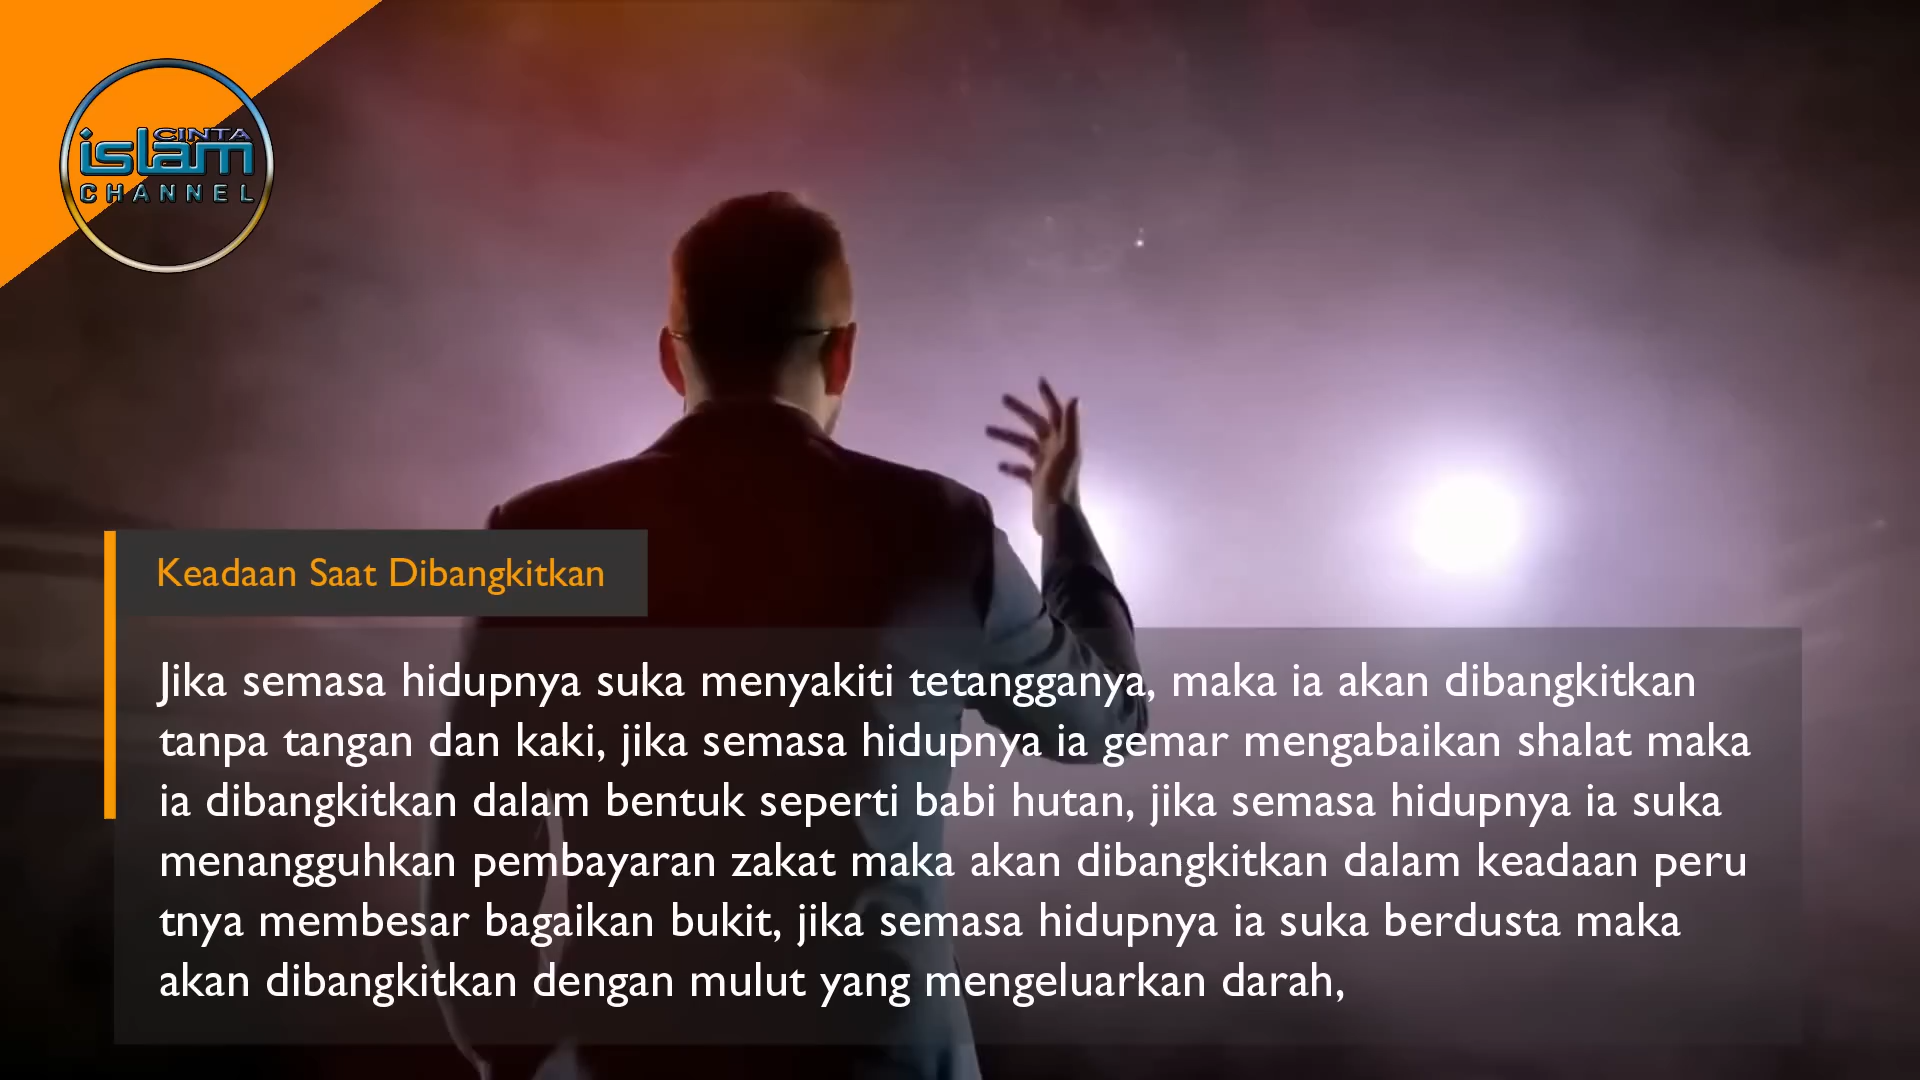 CINTA
islam
CHANNEL
Keadaan Saat Dibangkitkan
Jika semasa hidupnya suka menyakiti tetangganya, maka ia akan dibangkitkan
tanpa tangan dan kaki, jika semasa hidupnya ia gemar mengabaikan shalat maka
ia dibangkitkan dalam bentuk seperti babi hutan, jika semasa hidupnya ia suka
menangguhkan pembayaran zakat maka akan dibangkitkan dalam keadaan peru
tnya membesar bagaikan bukit, jika semasa hidupnya ia suka berdusta maka
akan dibangkitkan dengan mulut yang mengeluarkan darah,